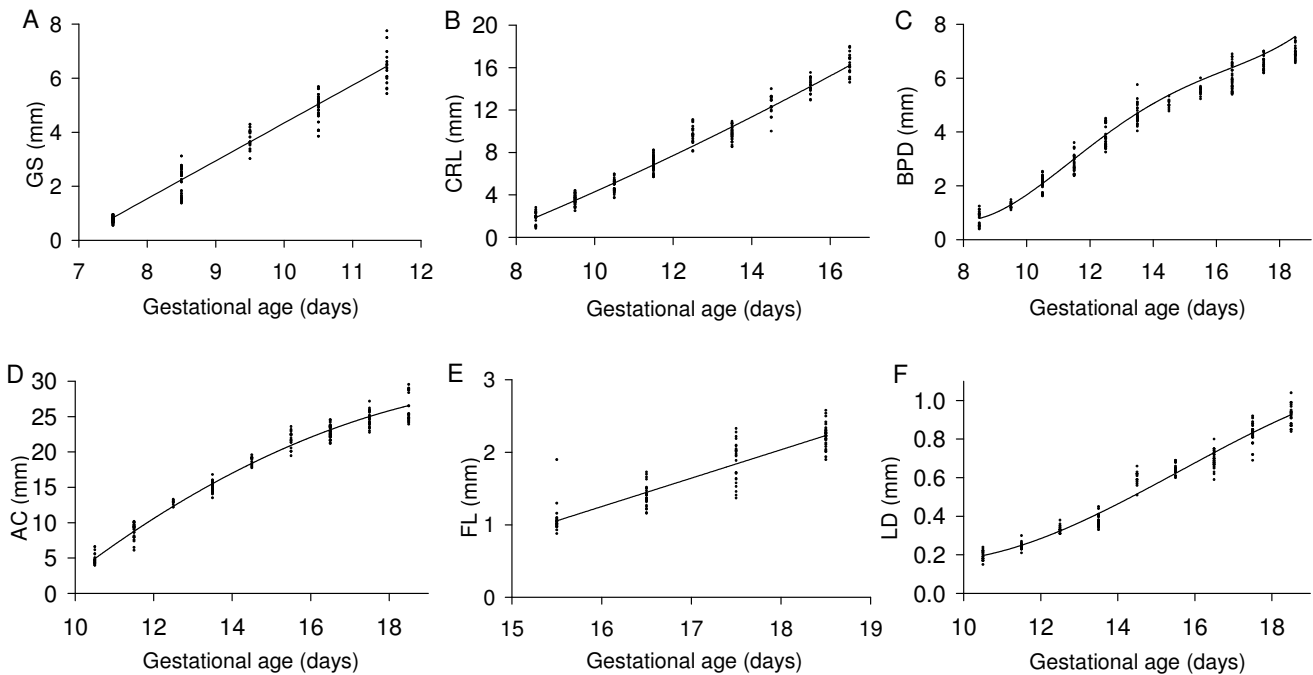 A
GS (mm)
8
6
4
2
0
7 8 9 10 11 12
Gestational age (days)
B
CRL (mm)
20
16
12
8
4
0
8 10 12 14 16
Gestational age (days)
C
BPD (mm)
8
6
4
2
0
8 10 12 14 16 18
Gestational age (days)
D
AC (mm)
30
25
20
15
10
5
0
10 12 14 16 18
Gestational age (days)
E
FL (mm)
3
2
1
0
15 16 17 18 19
Gestational age (days)
F
LD (mm)
1.0
0.8
0.6
0.4
0.2
0.0
10 12 14 16 18
Gestational age (days)